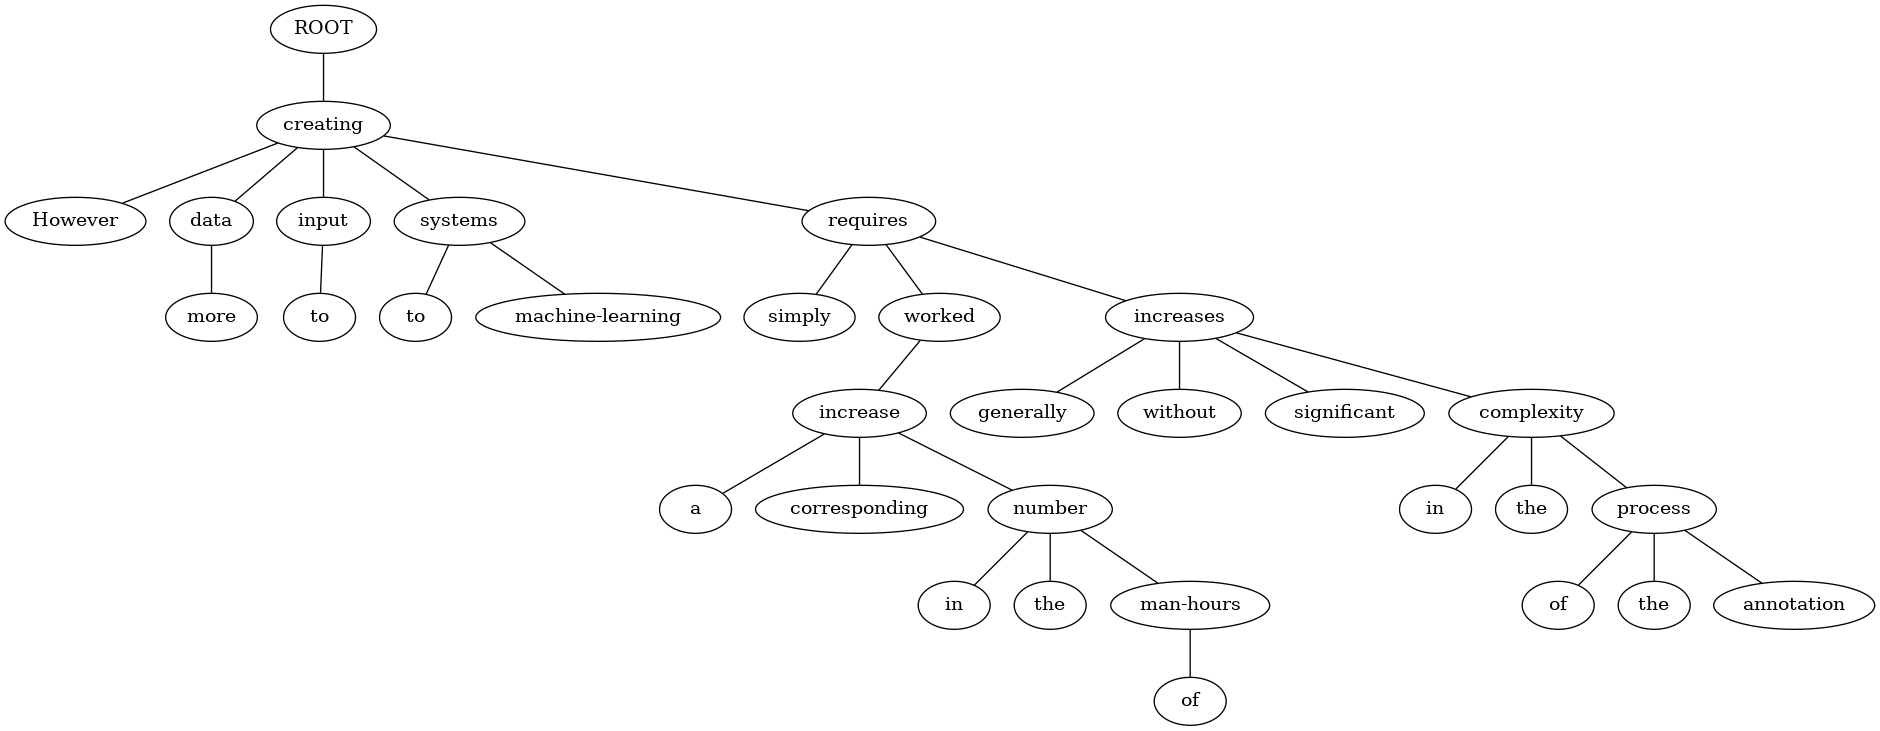 ROOT
creating
However data input systems requires
more to to machine-learning simply worked increases
increase generally without significant complexity
a corresponding number in the process
in the man-hours of the annotation
of